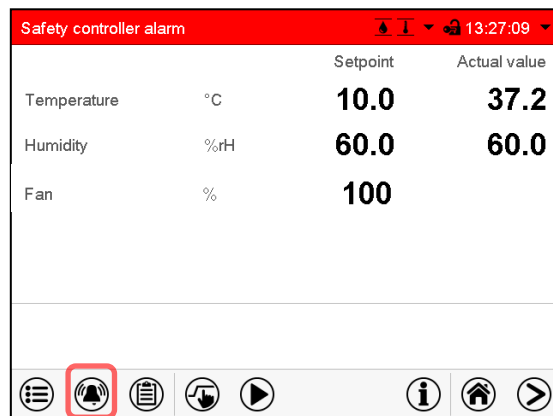 Safety controller alarm 13:27:09
Setpoint Actual value
Temperature °C 10.0 37.2
Humidity %rH 60.0 60.0
Fan % 100